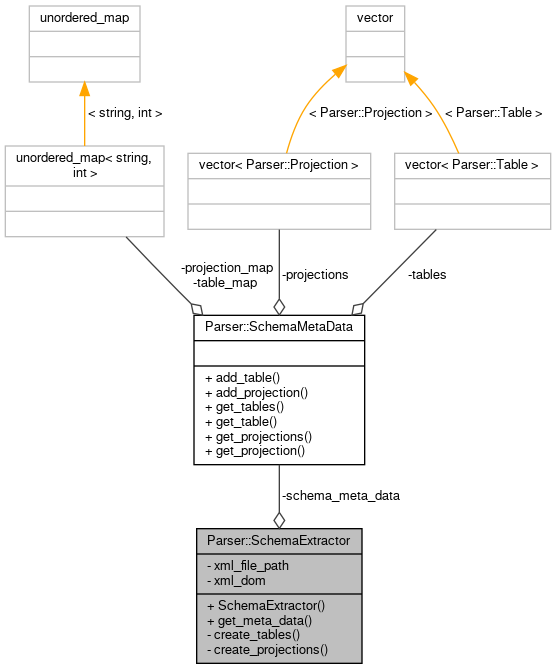 unordered_map
vector
< string, int >
< Parser::Projection >
< Parser::Table >
unordered_map< string,
int >
vector< Parser::Projection >
vector< Parser::Table >
-projection_map
-table_map
-projections
-tables
Parser::SchemaMetaData
+ add_table()
+ add_projection()
+ get_tables()
+ get_table()
+ get_projections()
+ get_projection()
-schema_meta_data
Parser::SchemaExtractor
- xml_file_path
- xml_dom
+ SchemaExtractor()
+ get_meta_data()
- create_tables()
- create_projections()